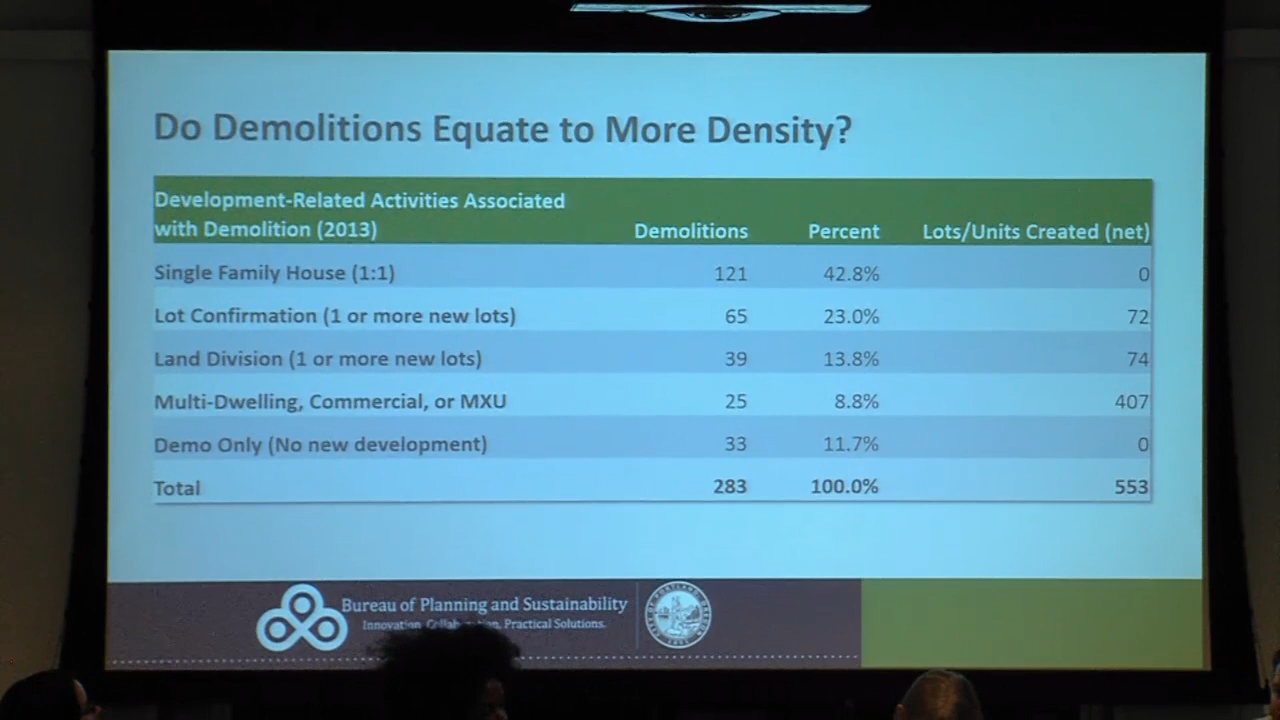 Do Demolitions Equate to More Density?
Development-Related Activities Associated
with Demolition (2013) Demolitions Percent Lots/Units Created (net)
Single Family House (1:1) 121 42.8% 0
Lot Confirmation (1 or more new lots) 65 23.0% 72
Land Division (1 or more new lots) 39 13.8% 74
Multi-Dwelling, Commercial, or MXU 25 8.8% 407
Demo Only (No new development) 33 11.7% 0
Total 283 100.0% 553
Bureau of Planning and Sustainability
Innovation. Practical Solutions.